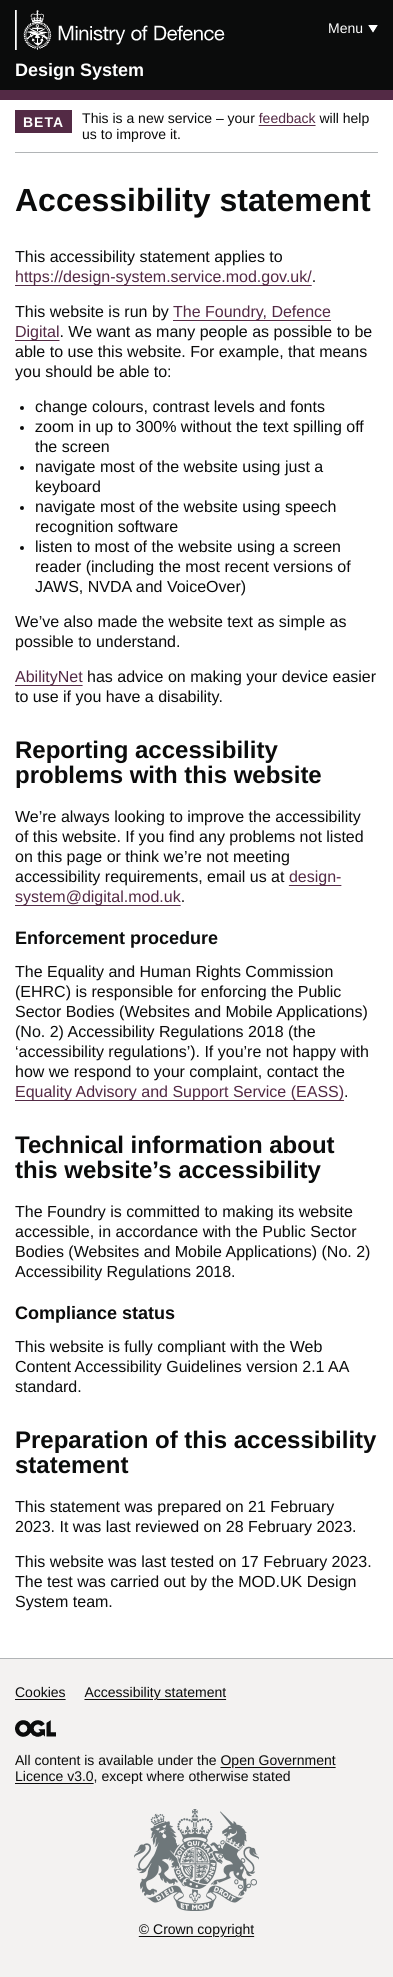 Ministry of Defence
Menu
Design System
BETA
This is a new service – your feedback will help
us to improve it.
Accessibility statement
This accessibility statement applies to
https://design-system.service.mod.gov.uk/.
This website is run by The Foundry, Defence
Digital. We want as many people as possible to be
able to use this website. For example, that means
you should be able to:
• change colours, contrast levels and fonts
• zoom in up to 300% without the text spilling off
the screen
• navigate most of the website using just a
keyboard
• navigate most of the website using speech
recognition software
• listen to most of the website using a screen
reader (including the most recent versions of
JAWS, NVDA and VoiceOver)
We’ve also made the website text as simple as
possible to understand.
AbilityNet has advice on making your device easier
to use if you have a disability.
Reporting accessibility
problems with this website
We’re always looking to improve the accessibility
of this website. If you find any problems not listed
on this page or think we’re not meeting
accessibility requirements, email us at design-
system@digital.mod.uk.
Enforcement procedure
The Equality and Human Rights Commission
(EHRC) is responsible for enforcing the Public
Sector Bodies (Websites and Mobile Applications)
(No. 2) Accessibility Regulations 2018 (the
‘accessibility regulations’). If you’re not happy with
how we respond to your complaint, contact the
Equality Advisory and Support Service (EASS).
Technical information about
this website’s accessibility
The Foundry is committed to making its website
accessible, in accordance with the Public Sector
Bodies (Websites and Mobile Applications) (No. 2)
Accessibility Regulations 2018.
Compliance status
This website is fully compliant with the Web
Content Accessibility Guidelines version 2.1 AA
standard.
Preparation of this accessibility
statement
This statement was prepared on 21 February
2023. It was last reviewed on 28 February 2023.
This website was last tested on 17 February 2023.
The test was carried out by the MOD.UK Design
System team.
Cookies
Accessibility statement
OGL
All content is available under the Open Government
Licence v3.0, except where otherwise stated
DIEU ET MON DROIT
© Crown copyright